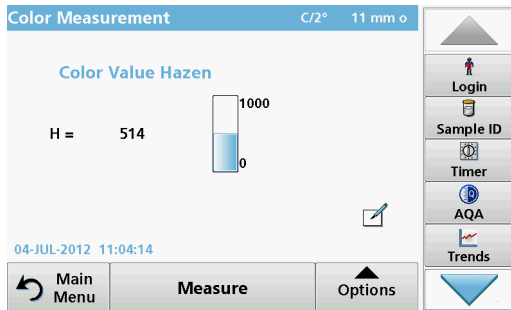 Color Measurement C/2° 11 mm o
Color Value Hazen
1000
H = 514
0
04-JUL-2012 11:04:14
Main Menu
Measure
Options
Login
Sample ID
Timer
AQA
Trends